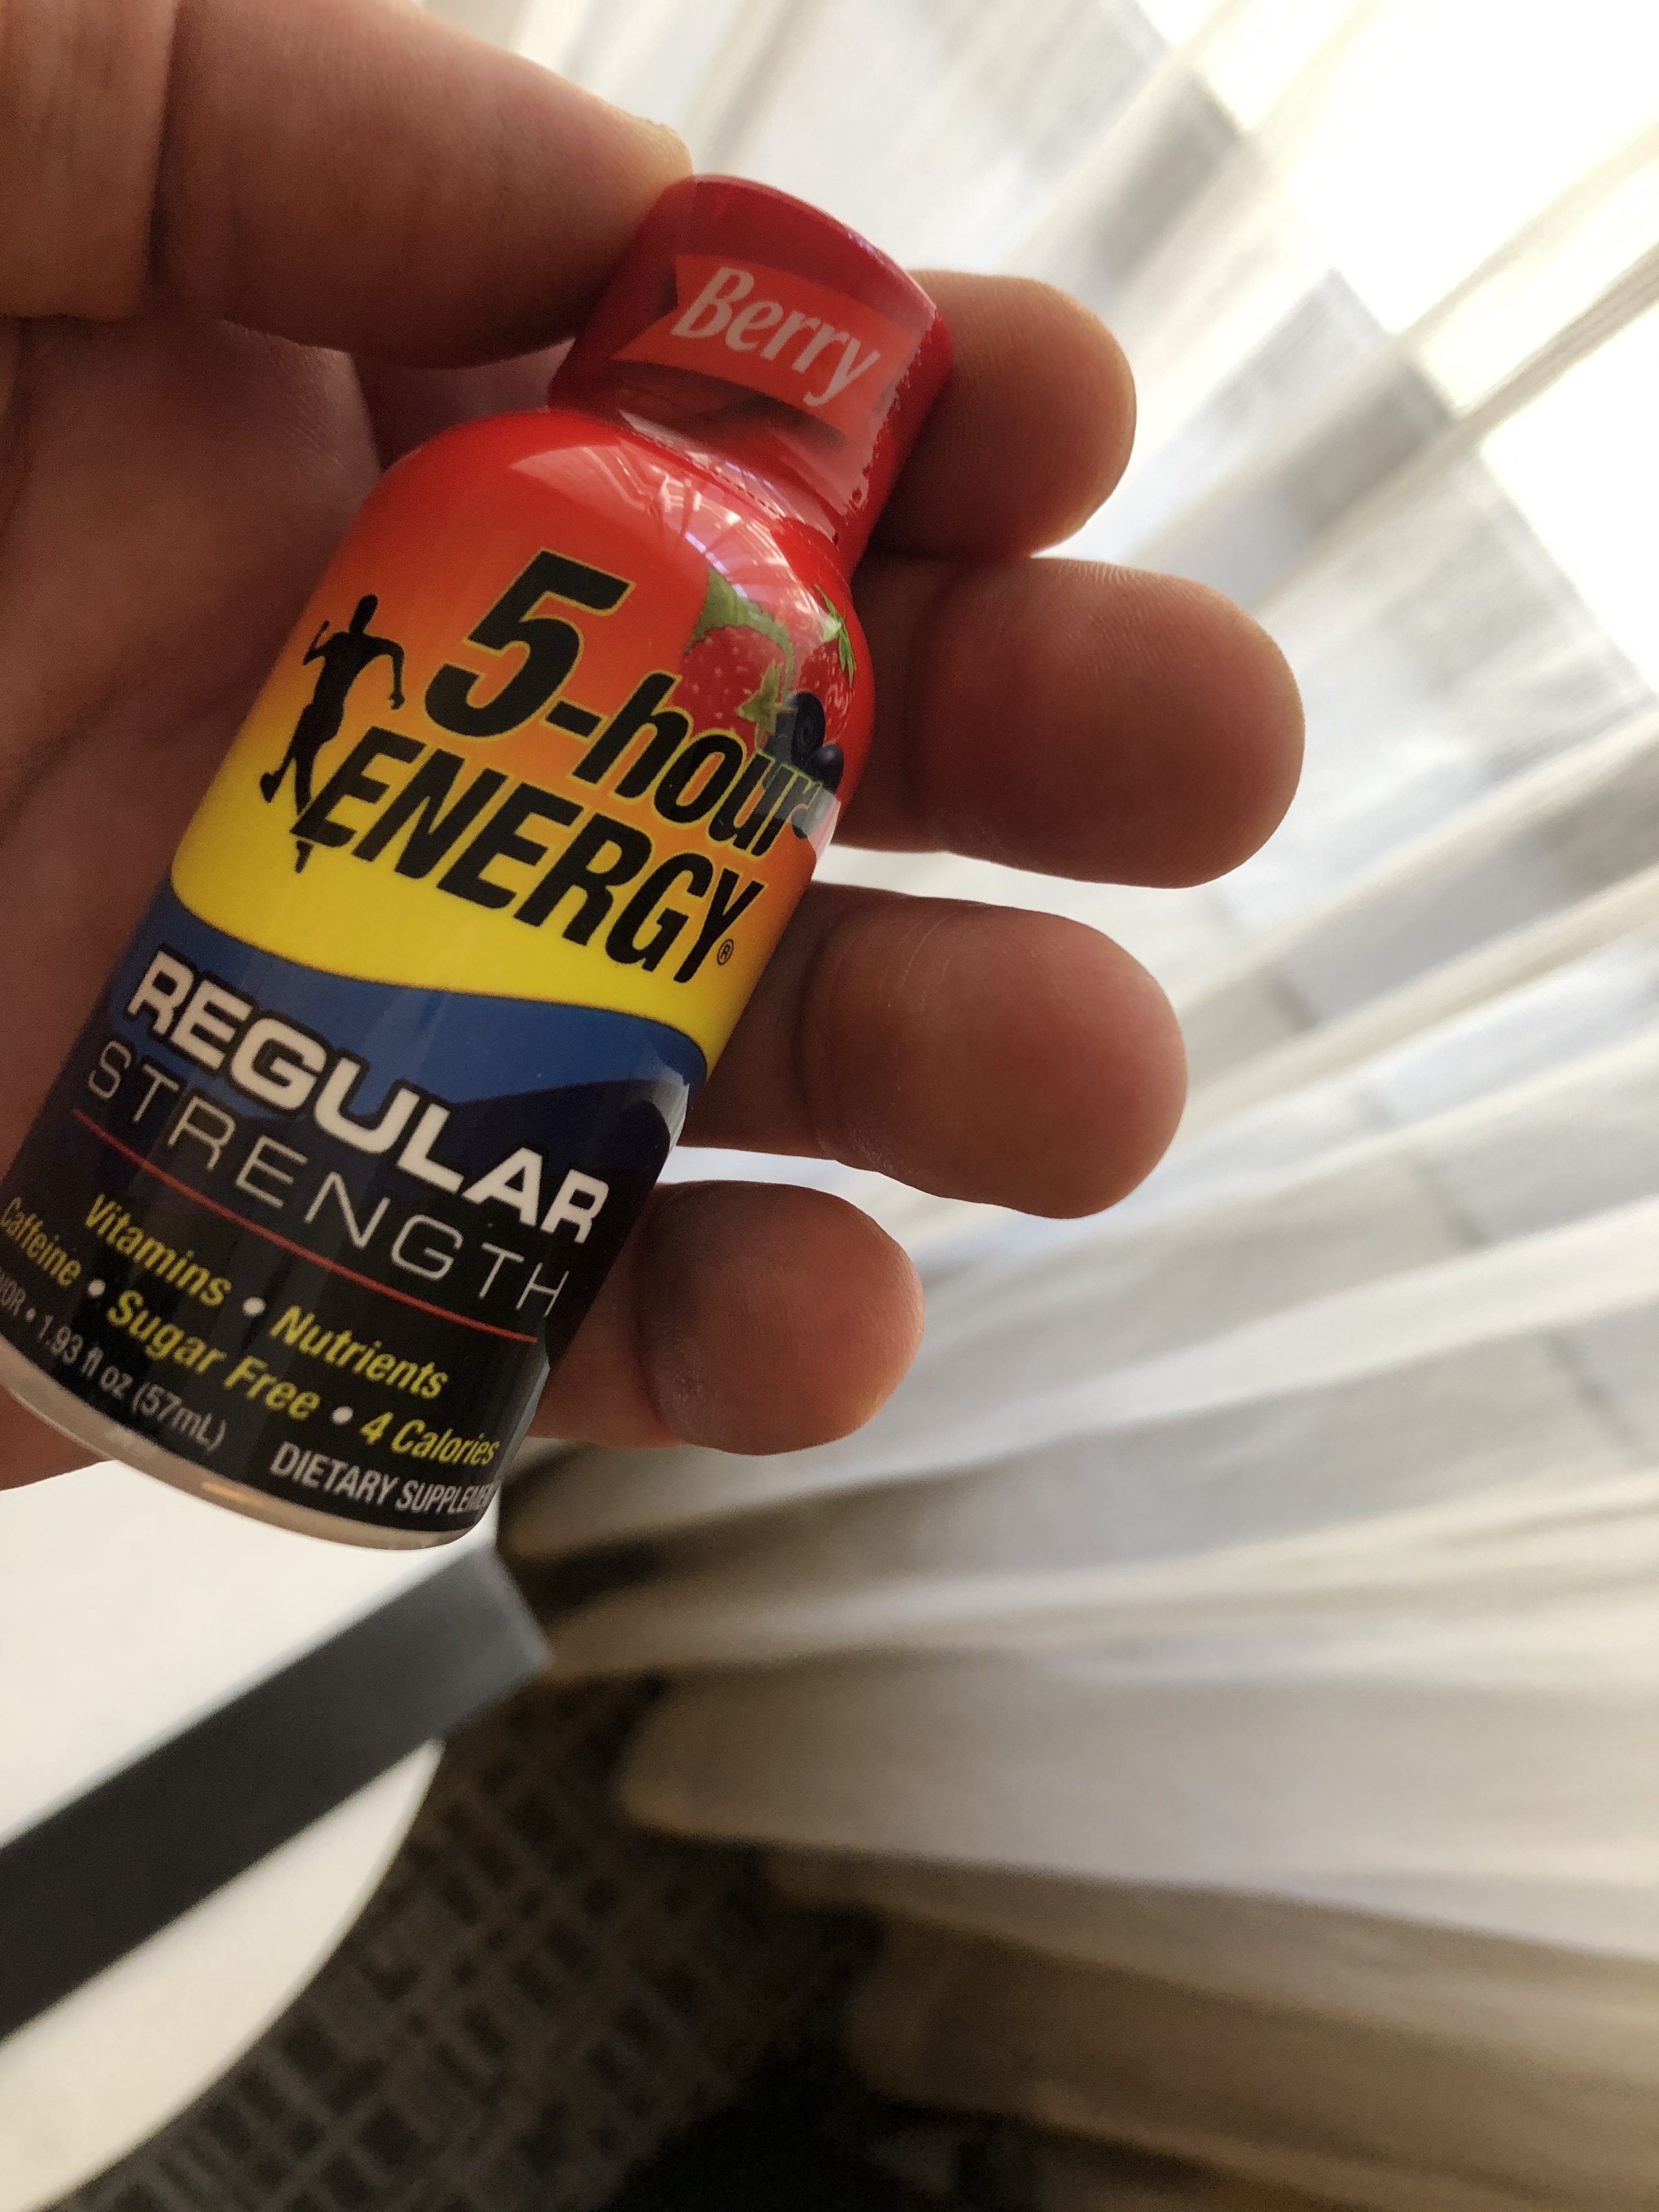 Berry
5-hour
ENERGY®
REGULAR
STRENGTH
Vitamins • Nutrients
Caffeine • Sugar Free • 4 Calories
• 1.93 fl oz (57mL)
DIETARY